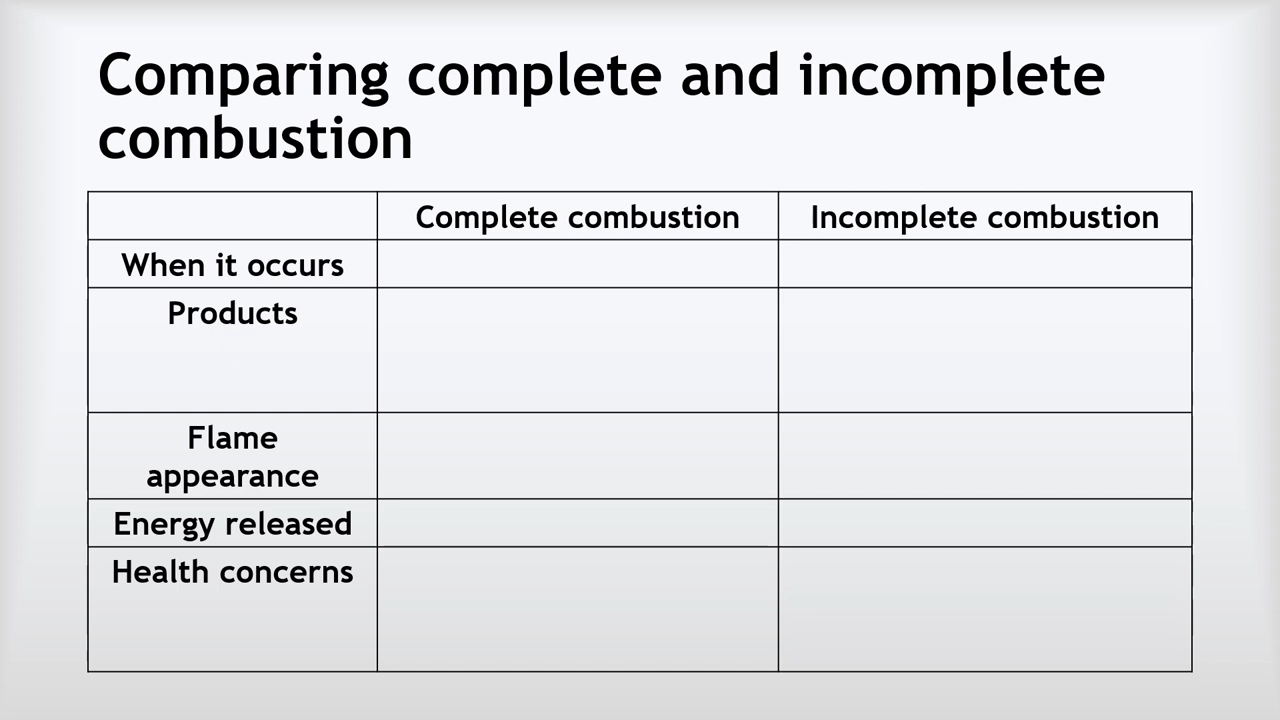 Comparing complete and incomplete
combustion
Complete combustion
Incomplete combustion
When it occurs
Products
Flame
appearance
Energy released
Health concerns